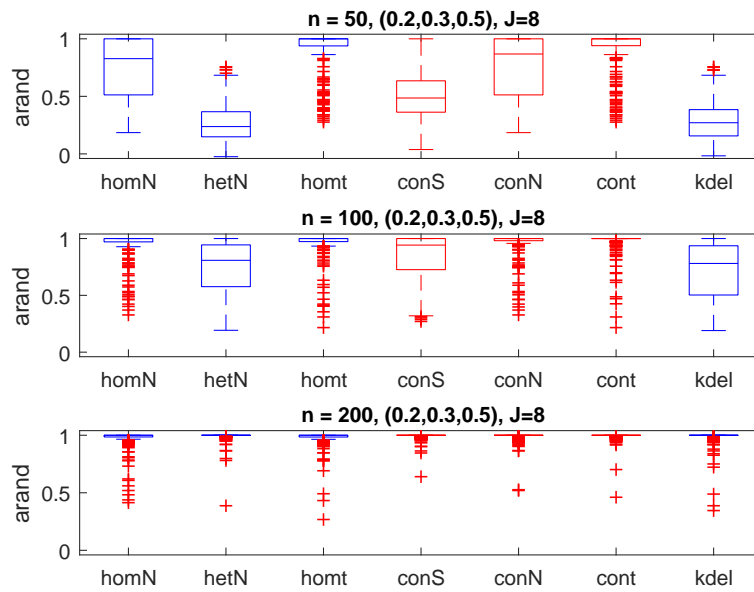 n = 50, (0.2,0.3,0.5), J=8
1
0.5
0
arand
homN hetN homt conS conN cont kdel
n = 100, (0.2,0.3,0.5), J=8
1
0.5
0
arand
homN hetN homt conS conN cont kdel
n = 200, (0.2,0.3,0.5), J=8
1
0.5
0
arand
homN hetN homt conS conN cont kdel